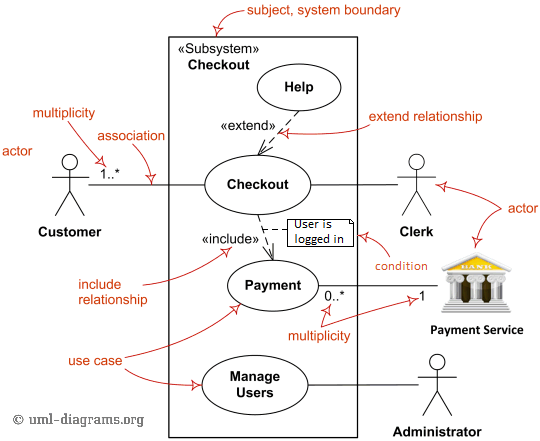 subject, system boundary
«Subsystem»
Checkout
Help
multiplicity
«extend»
extend relationship
association
actor
1..*
Checkout
Customer
Clerk
User is
logged in
actor
«include»
condition
include
relationship
Payment
0..*
1
BANK
multiplicity
Payment Service
use case
Manage
Users
Administrator
© uml-diagrams.org